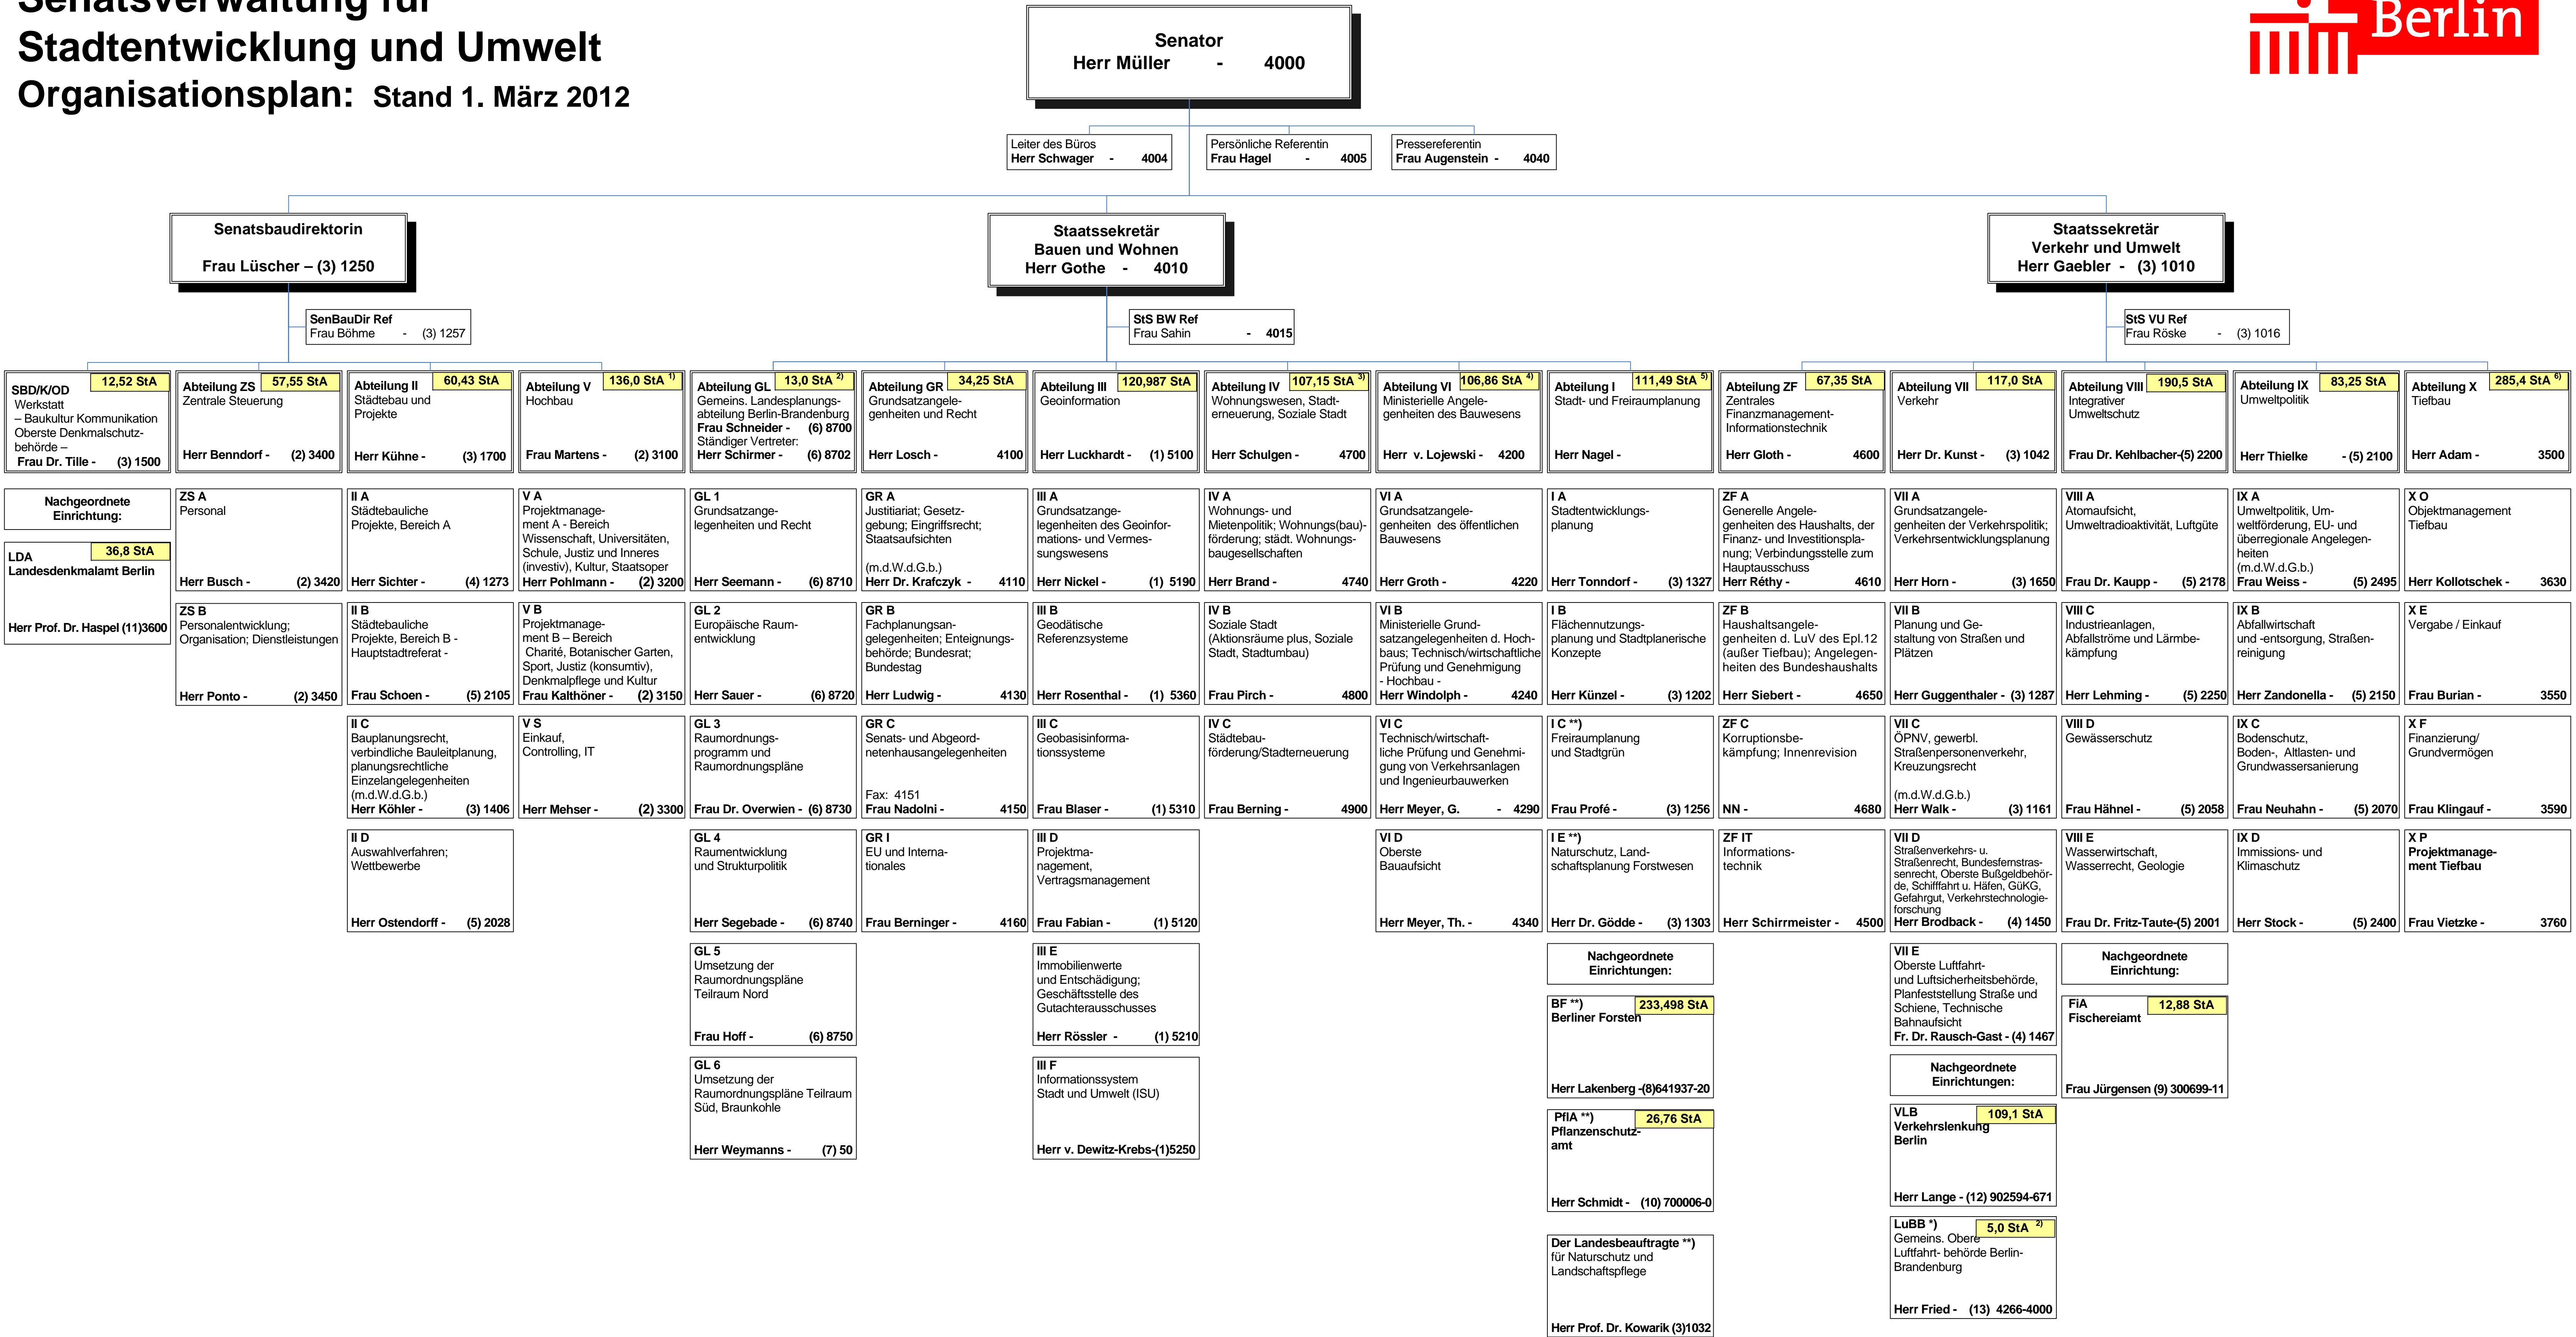 Senatsverwaltung für
Stadtentwicklung und Umwelt
Organisationsplan: Stand 1. März 2012
Berlin
Senator
Herr Müller - 4000
Leiter des Büros
Herr Schwager - 4004
Persönliche Referentin
Frau Hagel - 4005
Pressereferentin
Frau Augenstein - 4040
Senatsbaudirektorin
Frau Lüscher – (3) 1250
Staatssekretär
Bauen und Wohnen
Herr Gothe - 4010
Staatssekretär
Verkehr und Umwelt
Herr Gaebler - (3) 1010
SenBauDir Ref
Frau Böhme - (3) 1257
StS BW Ref
Frau Sahin - 4015
StS VU Ref
Frau Röske - (3) 1016
SBD/K/OD 12,52 StA
Werkstatt
– Baukultur Kommunikation
Oberste Denkmalschutz-
behörde –
Frau Dr. Tille - (3) 1500
Abteilung ZS 57,55 StA
Zentrale Steuerung
Herr Benndorf - (2) 3400
Abteilung II 60,43 StA
Städtebau und
Projekte
Herr Kühne - (3) 1700
Abteilung V 136,0 StA 1)
Hochbau
Frau Martens - (2) 3100
Abteilung GL 13,0 StA 2)
Gemeins. Landesplanungs-
abteilung Berlin-Brandenburg
Frau Schneider - (6) 8700
Ständiger Vertreter:
Herr Schirmer - (6) 8702
Abteilung GR 34,25 StA
Grundsatzangele-
genheiten und Recht
Herr Losch - 4100
Abteilung III 120,987 StA
Geoinformation
Herr Luckhardt - (1) 5100
Abteilung IV 107,15 StA 3)
Wohnungswesen, Stadt-
erneuerung, Soziale Stadt
Herr Schulgen - 4700
Abteilung VI 106,86 StA 4)
Ministerielle Angele-
genheiten des Bauwesens
Herr v. Lojewski - 4200
Abteilung I 111,49 StA 5)
Stadt- und Freiraumplanung
Herr Nagel -
Abteilung ZF 67,35 StA
Zentrales
Finanzmanagement-
Informationstechnik
Herr Gloth - 4600
Abteilung VII 117,0 StA
Verkehr
Herr Dr. Kunst - (3) 1042
Abteilung VIII 190,5 StA
Integrativer
Umweltschutz
Frau Dr. Kehlbacher-(5) 2200
Abteilung IX 83,25 StA
Umweltpolitik
Herr Thielke - (5) 2100
Abteilung X 285,4 StA 6)
Tiefbau
Herr Adam - 3500
Nachgeordnete
Einrichtung:
LDA 36,8 StA
Landesdenkmalamt Berlin
Herr Prof. Dr. Haspel (11)3600
ZS A
Personal
Herr Busch - (2) 3420
ZS B
Personalentwicklung;
Organisation; Dienstleistungen
Herr Ponto - (2) 3450
II A
Städtebauliche
Projekte, Bereich A
Herr Sichter - (4) 1273
II B
Städtebauliche
Projekte, Bereich B -
Hauptstadtreferat -
Frau Schoen - (5) 2105
II C
Bauplanungsrecht,
verbindliche Bauleitplanung,
planungsrechtliche
Einzelangelegenheiten
(m.d.W.d.G.b.)
Herr Köhler - (3) 1406
II D
Auswahlverfahren;
Wettbewerbe
Herr Ostendorff - (5) 2028
V A
Projektmanage-
ment A - Bereich
Wissenschaft, Universitäten,
Schule, Justiz und Inneres
(investiv), Kultur, Staatsoper
Herr Pohlmann - (2) 3200
V B
Projektmanage-
ment B – Bereich
Charité, Botanischer Garten,
Sport, Justiz (konsumtiv),
Denkmalpflege und Kultur
Frau Kalthöner - (2) 3150
V S
Einkauf,
Controlling, IT
Herr Mehser - (2) 3300
GL 1
Grundsatzange-
legenheiten und Recht
Herr Seemann - (6) 8710
GL 2
Europäische Raum-
entwicklung
Herr Sauer - (6) 8720
GL 3
Raumordnungs-
programm und
Raumordnungspläne
Frau Dr. Overwien - (6) 8730
GL 4
Raumentwicklung
und Strukturpolitik
Herr Segebade - (6) 8740
GL 5
Umsetzung der
Raumordnungspläne
Teilraum Nord
Frau Hoff - (6) 8750
GL 6
Umsetzung der
Raumordnungspläne Teilraum
Süd, Braunkohle
Herr Weymanns - (7) 50
GR A
Justitiariat; Gesetz-
gebung; Eingriffsrecht;
Staatsaufsichten
(m.d.W.d.G.b.)
Herr Dr. Krafczyk - 4110
GR B
Fachplanungsan-
gelegenheiten; Enteignungs-
behörde; Bundesrat;
Bundestag
Herr Ludwig - 4130
GR C
Senats- und Abgeord-
netenhausangelegenheiten
Fax: 4151
Frau Nadolni - 4150
GR I
EU und Interna-
tionales
Frau Berninger - 4160
III A
Grundsatzange-
legenheiten des Geoinfor-
mations- und Vermes-
sungswesens
Herr Nickel - (1) 5190
III B
Geodätische
Referenzsysteme
Herr Rosenthal - (1) 5360
III C
Geobasisinforma-
tionssysteme
Frau Blaser - (1) 5310
III D
Projektma-
nagement,
Vertragsmanagement
Frau Fabian - (1) 5120
III E
Immobilienwerte
und Entschädigung;
Geschäftsstelle des
Gutachterausschusses
Herr Rössler - (1) 5210
III F
Informationssystem
Stadt und Umwelt (ISU)
Herr v. Dewitz-Krebs-(1)5250
IV A
Wohnungs- und
Mietenpolitik; Wohnungs(bau)-
förderung; städt. Wohnungs-
baugesellschaften
Herr Brand - 4740
IV B
Soziale Stadt
(Aktionsräume plus, Soziale
Stadt, Stadtumbau)
Frau Pirch - 4800
IV C
Städtebau-
förderung/Stadterneuerung
Frau Berning - 4900
VI A
Grundsatzangele-
genheiten des öffentlichen
Bauwesens
Herr Groth - 4220
VI B
Ministerielle Grund-
satzangelegenheiten d. Hoch-
baus; Technisch/wirtschaftliche
Prüfung und Genehmigung
- Hochbau -
Herr Windolph - 4240
VI C
Technisch/wirtschaft-
liche Prüfung und Genehmi-
gung von Verkehrsanlagen
und Ingenieurbauwerken
Herr Meyer, G. - 4290
VI D
Oberste
Bauaufsicht
Herr Meyer, Th. - 4340
I A
Stadtentwicklungs-
planung
Herr Tonndorf - (3) 1327
I B
Flächennutzungs-
planung und Stadtplanerische
Konzepte
Herr Künzel - (3) 1202
I C **)
Freiraumplanung
und Stadtgrün
Frau Profé - (3) 1256
I E **)
Naturschutz, Land-
schaftsplanung Forstwesen
Herr Dr. Gödde - (3) 1303
Nachgeordnete
Einrichtungen:
BF **) 233,498 StA
Berliner Forsten
Herr Lakenberg -(8)641937-20
PflA **) 26,76 StA
Pflanzenschutz-
amt
Herr Schmidt - (10) 700006-0
Der Landesbeauftragte **)
für Naturschutz und
Landschaftspflege
Herr Prof. Dr. Kowarik (3)1032
ZF A
Generelle Angele-
genheiten des Haushalts, der
Finanz- und Investitionspla-
nung; Verbindungsstelle zum
Hauptausschuss
Herr Réthy - 4610
ZF B
Haushaltsangele-
genheiten d. LuV des Epl.12
(außer Tiefbau); Angelegen-
heiten des Bundeshaushalts
Herr Siebert - 4650
ZF C
Korruptionsbe-
kämpfung; Innenrevision
NN - 4680
ZF IT
Informations-
technik
Herr Schirrmeister - 4500
VII A
Grundsatzangele-
genheiten der Verkehrspolitik;
Verkehrsentwicklungsplanung
Herr Horn - (3) 1650
VII B
Planung und Ge-
staltung von Straßen und
Plätzen
Herr Guggenthaler - (3) 1287
VII C
ÖPNV, gewerbl.
Straßenpersonenverkehr,
Kreuzungsrecht
(m.d.W.d.G.b.)
Herr Walk - (3) 1161
VII D
Straßenverkehrs- u.
Straßenrecht, Bundesfernstras-
senrecht, Oberste Bußgeldbehör-
de, Schifffahrt u. Häfen, GüKG,
Gefahrgut, Verkehrstechnologie-
forschung
Herr Brodback - (4) 1450
VII E
Oberste Luftfahrt-
und Luftsicherheitsbehörde,
Planfeststellung Straße und
Schiene, Technische
Bahnaufsicht
Fr. Dr. Rausch-Gast - (4) 1467
Nachgeordnete
Einrichtungen:
VLB 109,1 StA
Verkehrslenkung
Berlin
Herr Lange - (12) 902594-671
LuBB *) 5,0 StA 2)
Gemeins. Obere
Luftfahrt- behörde Berlin-
Brandenburg
Herr Fried - (13) 4266-4000
VIII A
Atomaufsicht,
Umweltradioaktivität, Luftgüte
Frau Dr. Kaupp - (5) 2178
VIII C
Industrieanlagen,
Abfallströme und Lärmbe-
kämpfung
Herr Lehming - (5) 2250
VIII D
Gewässerschutz
Frau Hähnel - (5) 2058
VIII E
Wasserwirtschaft,
Wasserrecht, Geologie
Frau Dr. Fritz-Taute-(5) 2001
Nachgeordnete
Einrichtung:
FiA 12,88 StA
Fischereiamt
Frau Jürgensen (9) 300699-11
IX A
Umweltpolitik, Um-
weltförderung, EU- und
überregionale Angelegen-
heiten
(m.d.W.d.G.b.)
Frau Weiss - (5) 2495
IX B
Abfallwirtschaft
und -entsorgung, Straßen-
reinigung
Herr Zandonella - (5) 2150
IX C
Bodenschutz,
Boden-, Altlasten- und
Grundwassersanierung
Frau Neuhahn - (5) 2070
IX D
Immissions- und
Klimaschutz
Herr Stock - (5) 2400
X O
Objektmanagement
Tiefbau
Herr Kollotschek - 3630
X E
Vergabe / Einkauf
Frau Burian - 3550
X F
Finanzierung/
Grundvermögen
Frau Klingauf - 3590
X P
Projektmanage-
ment Tiefbau
Frau Vietzke - 3760